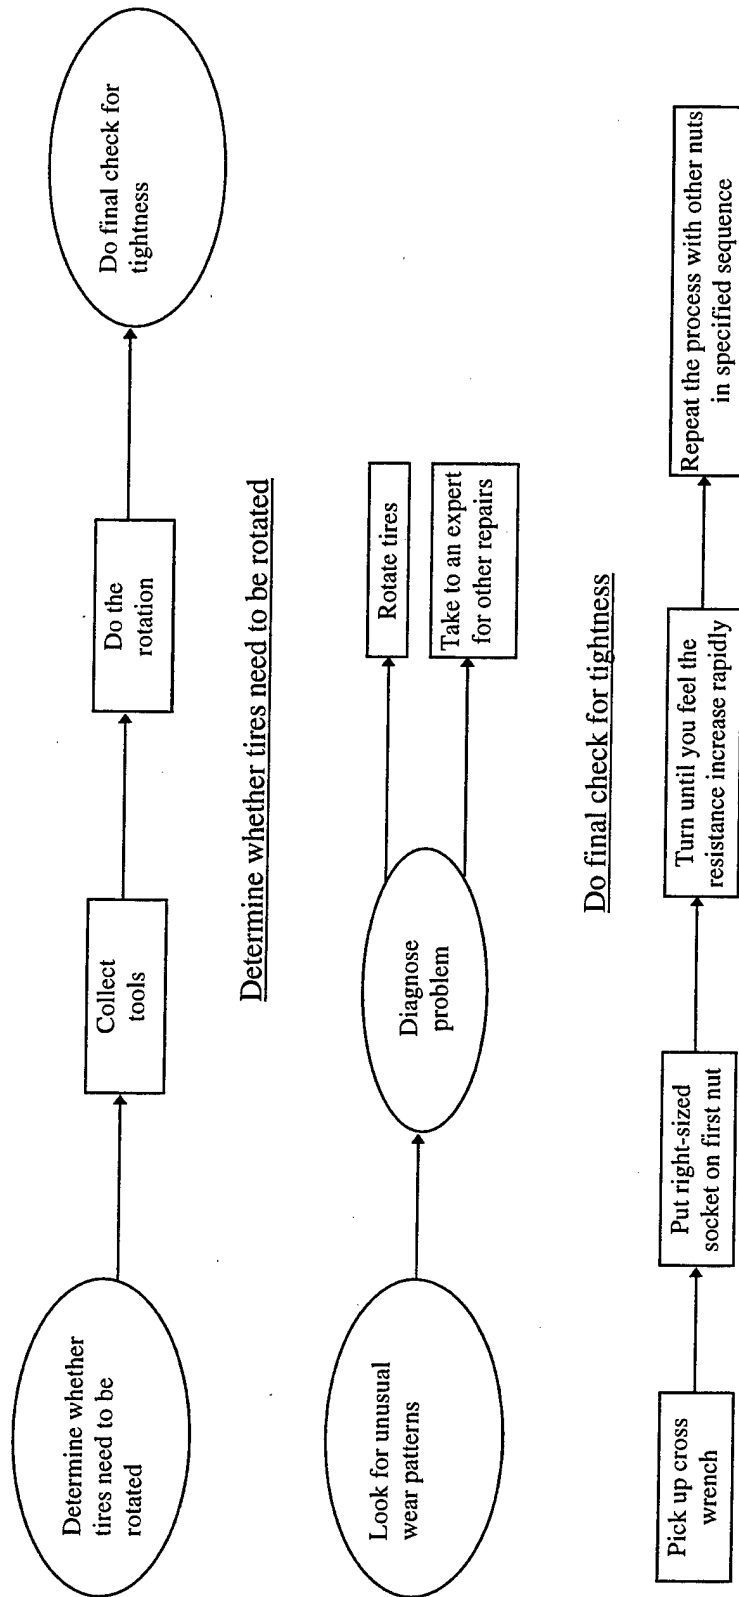 Determine whether
tires need to be
rotated
Collect
tools
Do the
rotation
Do final check for
tightness
Determine whether tires need to be rotated
Look for unusual
wear patterns
Diagnose
problem
Rotate tires
Take to an expert
for other repairs
Do final check for tightness
Pick up cross
wrench
Put right-sized
socket on first nut
Turn until you feel the
resistance increase rapidly
Repeat the process with other nuts
in specified sequence